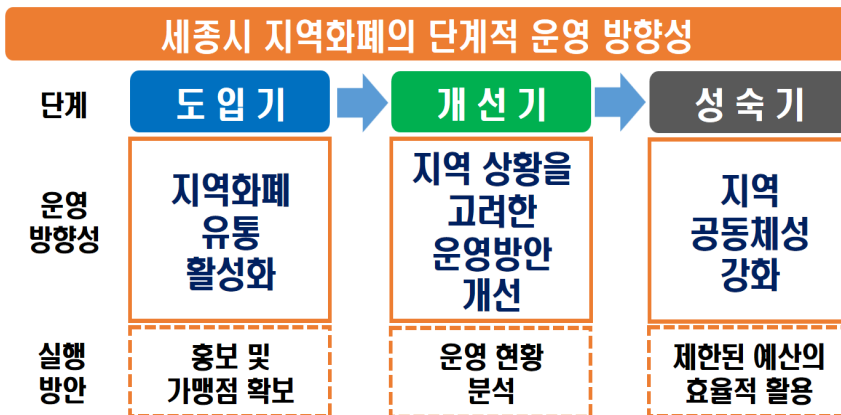 세종시 지역화폐의 단계적 운영 방향성
단계
도 입 기
개 선 기
성 숙 기
운영
방향성
지역화폐
유통
활성화
지역 상황을
고려한
운영방안
개선
지역
공동체성
강화
실행
방안
홍보 및
가맹점 확보
운영 현황
분석
제한된 예산의
효율적 활용